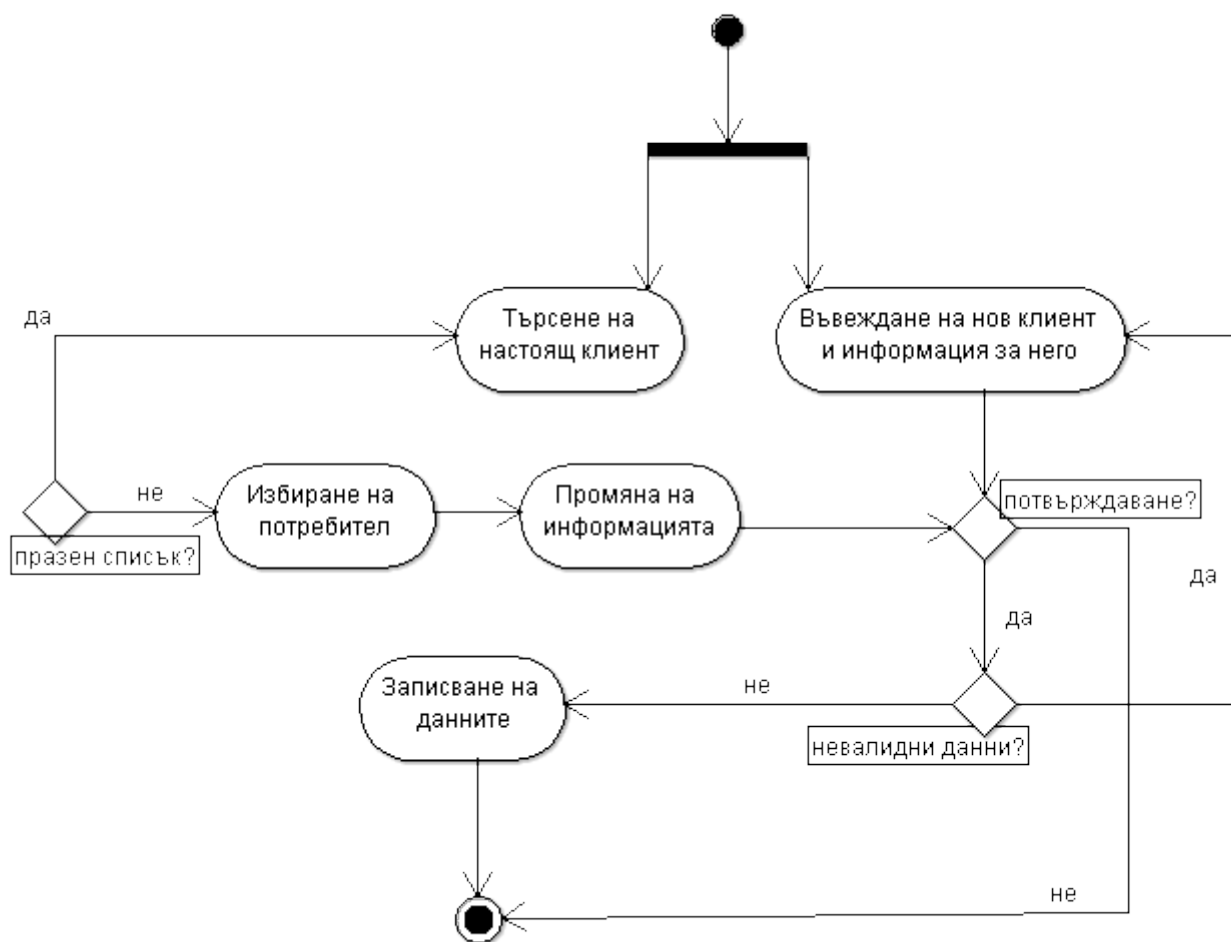 да
Търсене на
настоящ клиент
Въвеждане на нов клиент
и информация за него
не
празен списък?
Избиране на
потребител
Промяна на
информацията
потвърждаване?
да
да
Записване на
данните
не
невалидни данни?
не